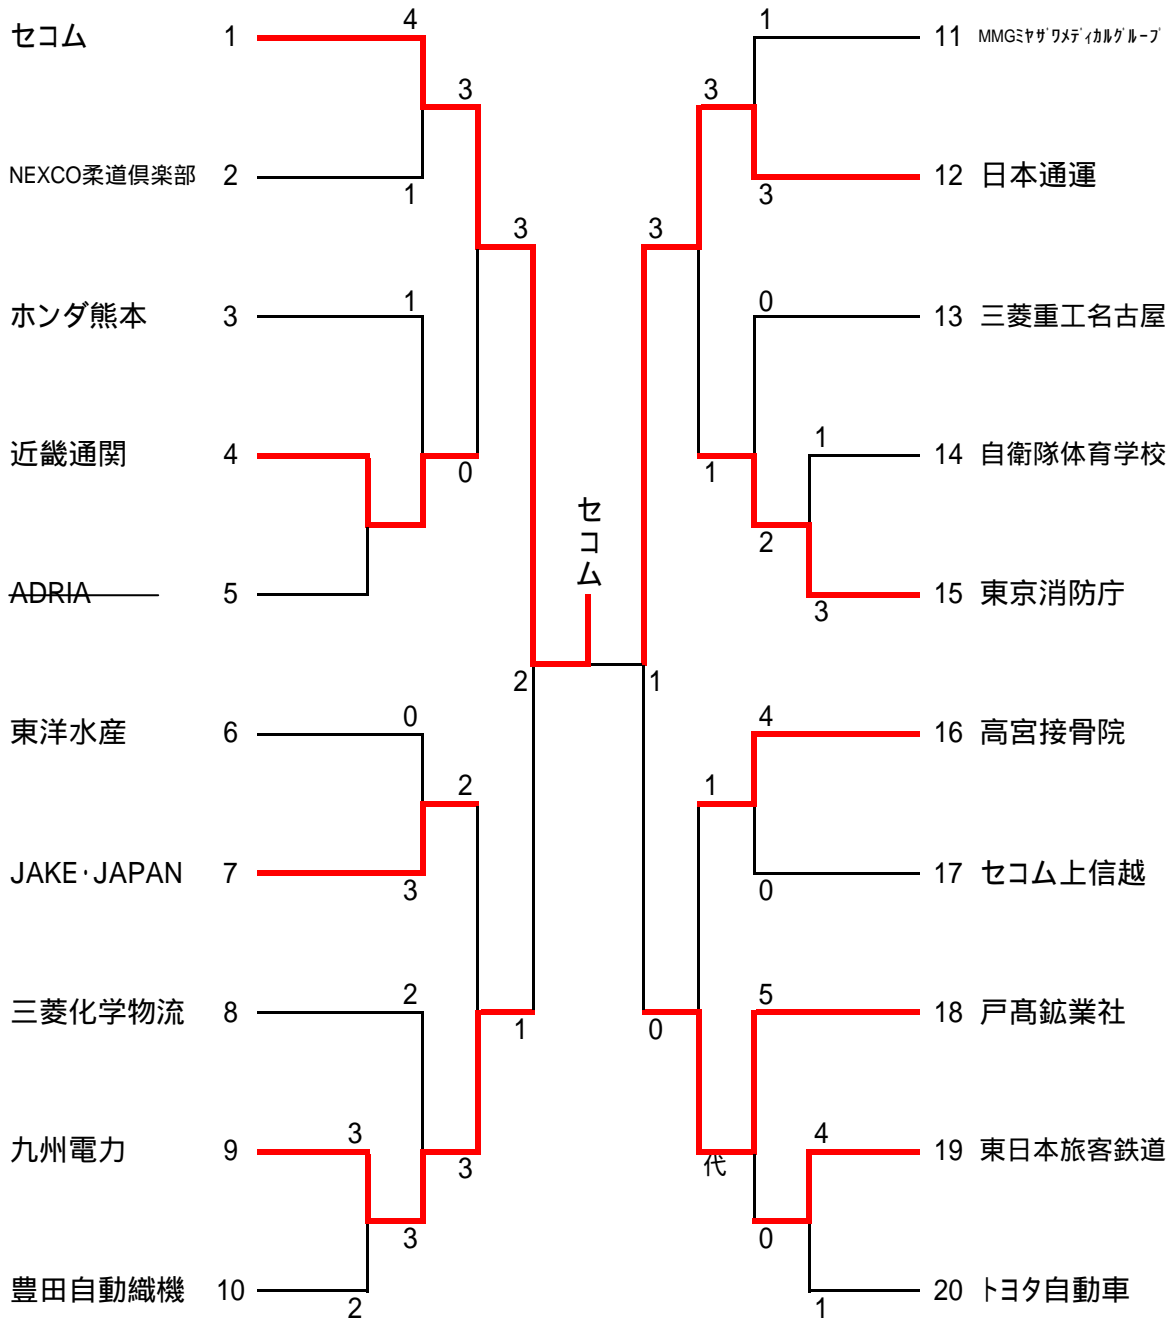 セコム 1 4
3
NEXCO柔道倶楽部 2 1
3
ホンダ熊本 3 1
近畿通関 4 0
ADRIA 5
2
東洋水産 6 0
2
JAKE・JAPAN 7 3
三菱化学物流 8 2
1
九州電力 9 3
3
3
豊田自動織機 10 2
セコム
1 11 MMGミヤザワメディカルグループ
3
3 12 日本通運
3
0 13 三菱重工名古屋
1 14 自衛隊体育学校
1
2
3 15 東京消防庁
1
4 16 高宮接骨院
1
0 17 セコム上信越
5 18 戸髙鉱業社
0
4 19 東日本旅客鉄道
代
0
1 20 トヨタ自動車